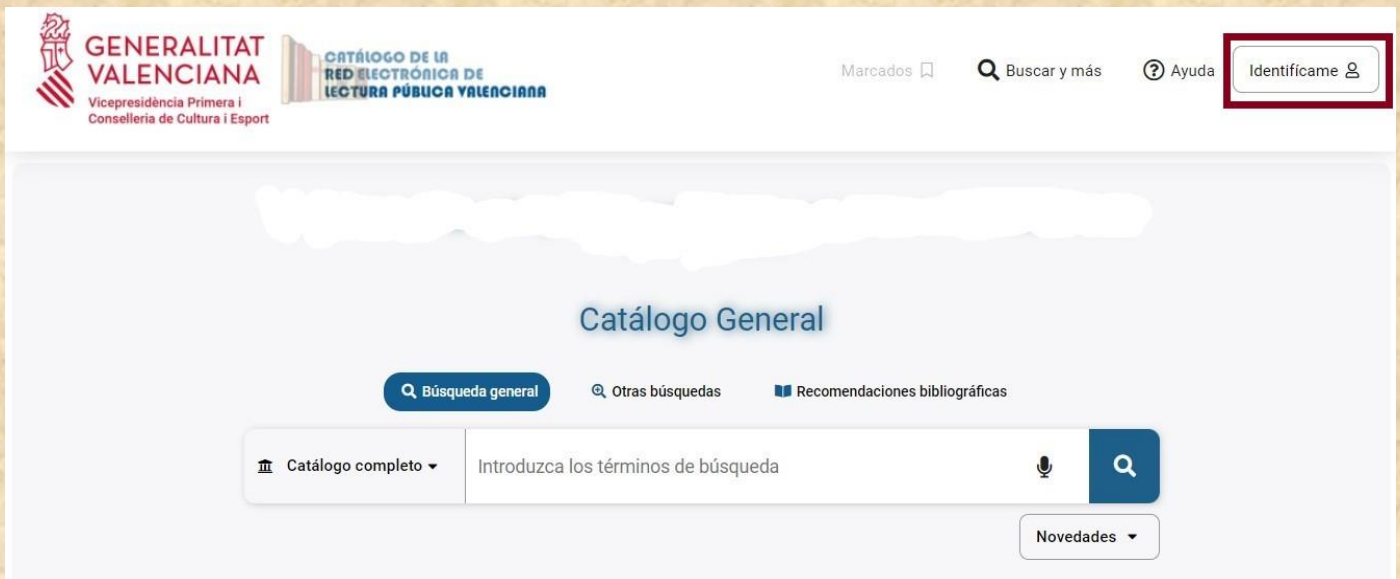 GENERALITAT
VALENCIANA
Vicepresidència Primera i
Conselleria de Cultura i Esport
CATÁLOGO DE LA
RED ELECTRÓNICA DE
LECTURA PÚBLICA VALENCIANA
Marcados
Buscar y más
Ayuda
Identifícame
Catálogo General
Búsqueda general
Otras búsquedas
Recomendaciones bibliográficas
Catálogo completo
Introduzca los términos de búsqueda
Novedades